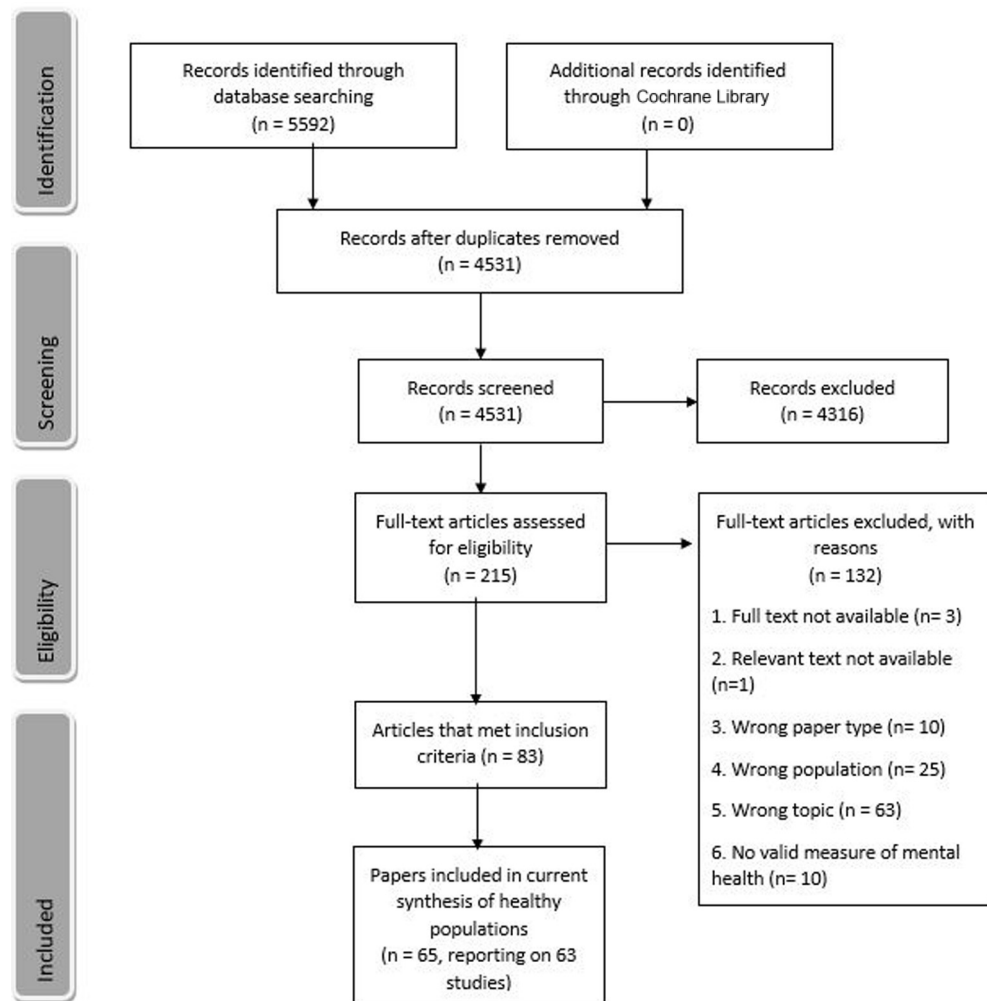 Identification
Records identified through
database searching
(n = 5592)
Additional records identified
through Cochrane Library
(n = 0)
Records after duplicates removed
(n = 4531)
Screening
Records screened
(n = 4531)
Records excluded
(n = 4316)
Eligibility
Full-text articles assessed
for eligibility
(n = 215)
Full-text articles excluded, with
reasons
(n = 132)
1. Full text not available (n= 3)
2. Relevant text not available
(n=1)
3. Wrong paper type (n= 10)
4. Wrong population (n= 25)
5. Wrong topic (n = 63)
6. No valid measure of mental
health (n= 10)
Included
Articles that met inclusion
criteria (n = 83)
Papers included in current
synthesis of healthy
populations
(n = 65, reporting on 63
studies)